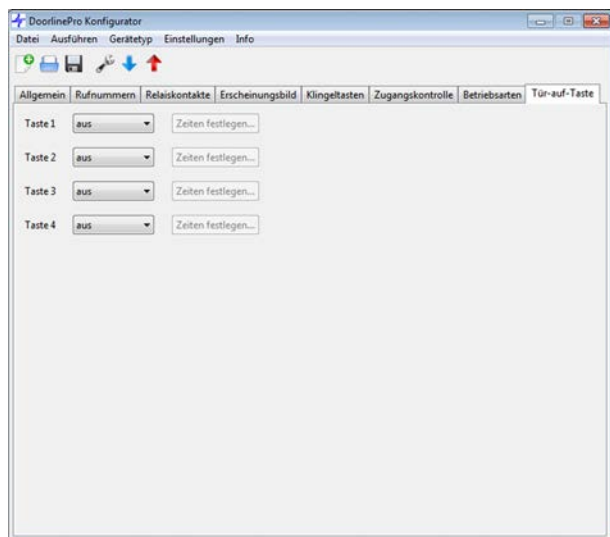 DoorlinePro Konfigurator
Datei Ausführen Gerätetyp Einstellungen Info
Allgemein Rufnummern Relaiskontakte Erscheinungsbild Klingeltasten Zugangskontrolle Betriebsarten Tür-auf-Taste
Taste 1 aus Zeiten festlegen...
Taste 2 aus Zeiten festlegen...
Taste 3 aus Zeiten festlegen...
Taste 4 aus Zeiten festlegen...